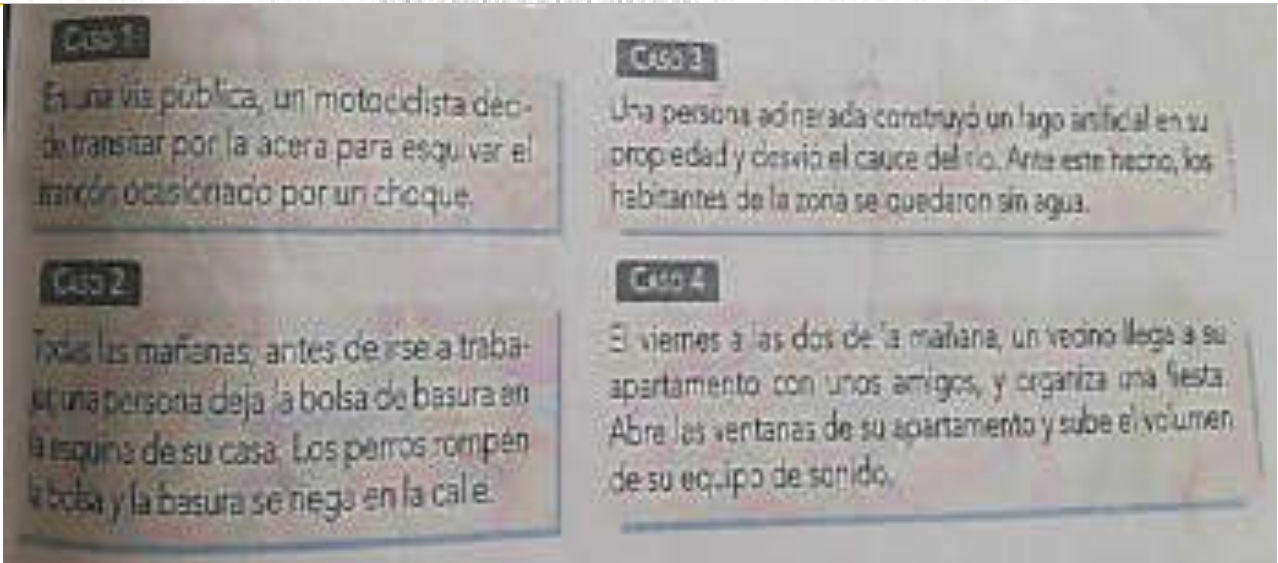 Caso 1
En una vía pública, un motociclista deci-
de transitar por la acera para esquivar el
trancón ocasionado por un choque.
Caso 2
Todas las mañanas, antes de irse a traba-
jar, una persona deja la bolsa de basura en
la esquina de su casa. Los perros rompen
la bolsa y la basura se riega en la calle.
Caso 3
Una persona adinerada construyó un lago artificial en su
propiedad y desvió el cauce del río. Ante este hecho, los
habitantes de la zona se quedaron sin agua.
Caso 4
El viernes a las dos de la mañana, un vecino llega a su
apartamento con unos amigos, y organiza una fiesta.
Abre las ventanas de su apartamento y sube el volumen
de su equipo de sonido.